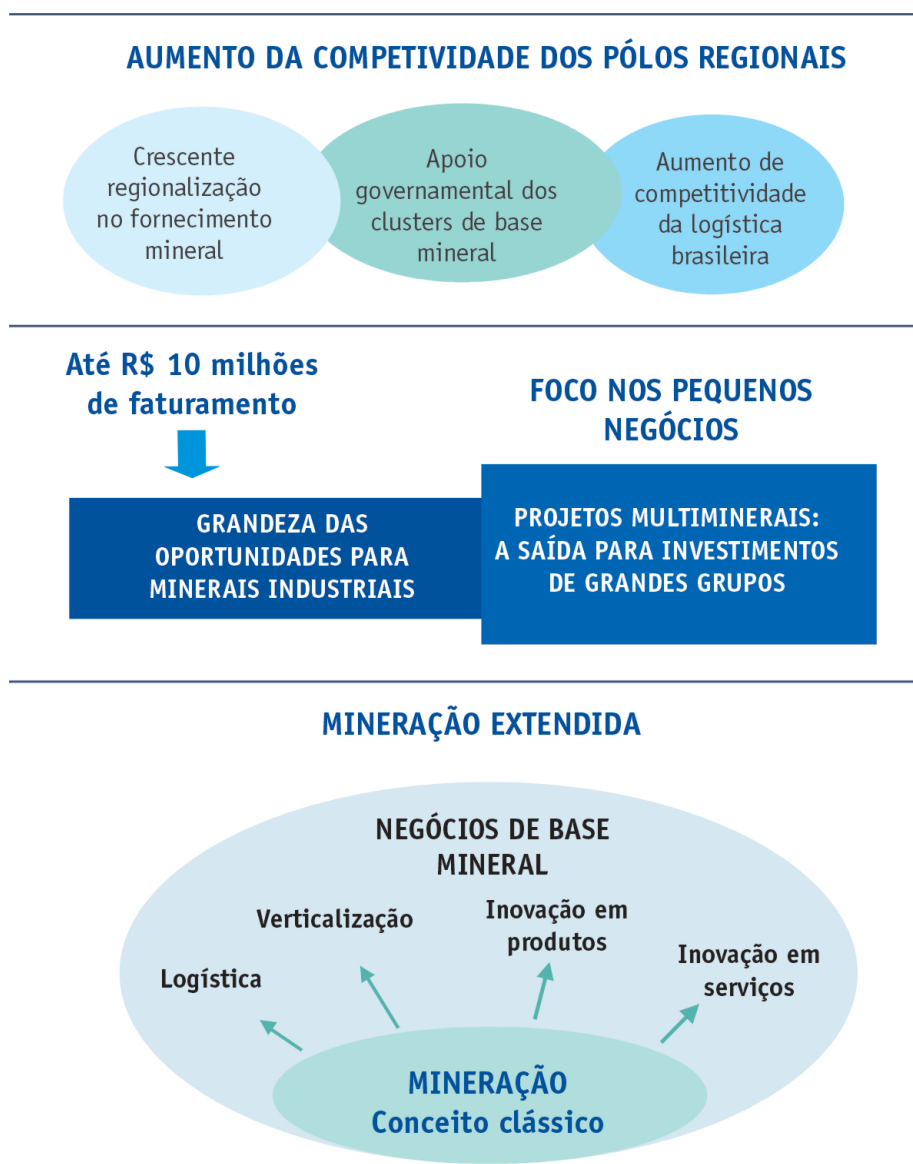 AUMENTO DA COMPETIVIDADE DOS PÓLOS REGIONAIS
Crescente
regionalização
no fornecimento
mineral
Apoio
governamental dos
clusters de base
mineral
Aumento de
competitividade
da logística
brasileira
Até R$ 10 milhões
de faturamento
FOCO NOS PEQUENOS
NEGÓCIOS
GRANDEZA DAS
OPORTUNIDADES PARA
MINERAIS INDUSTRIAIS
PROJETOS MULTIMINERAIS:
A SAÍDA PARA INVESTIMENTOS
DE GRANDES GRUPOS
MINERAÇÃO EXTENDIDA
NEGÓCIOS DE BASE
MINERAL
Logística
Verticalização
Inovação em
produtos
Inovação em
serviços
MINERAÇÃO
Conceito clássico